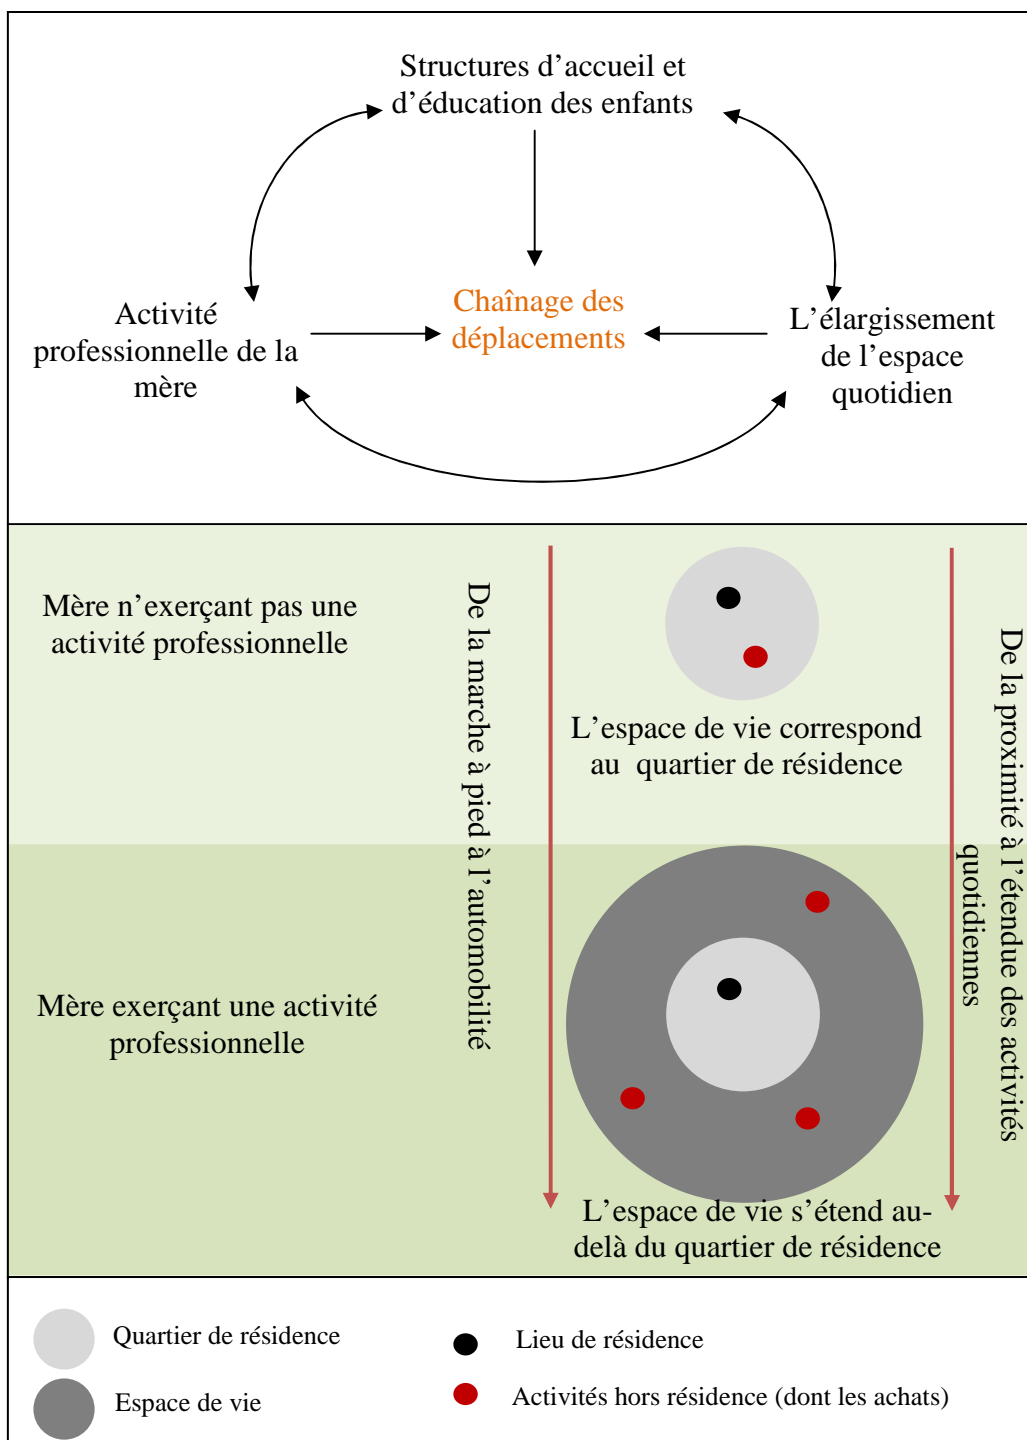 Structures d’accueil et
d’éducation des enfants
Chaînage des
déplacements
Activité
professionnelle de la
mère
L’élargissement
de l’espace
quotidien
Mère n’exerçant pas une
activité professionnelle
De la marche à pied à l’automobilité
L’espace de vie correspond
au quartier de résidence
De la proximité à l’étendue des activités
quotidiennes
Mère exerçant une activité
professionnelle
L’espace de vie s’étend au-
delà du quartier de résidence
Quartier de résidence
Lieu de résidence
Espace de vie
Activités hors résidence (dont les achats)